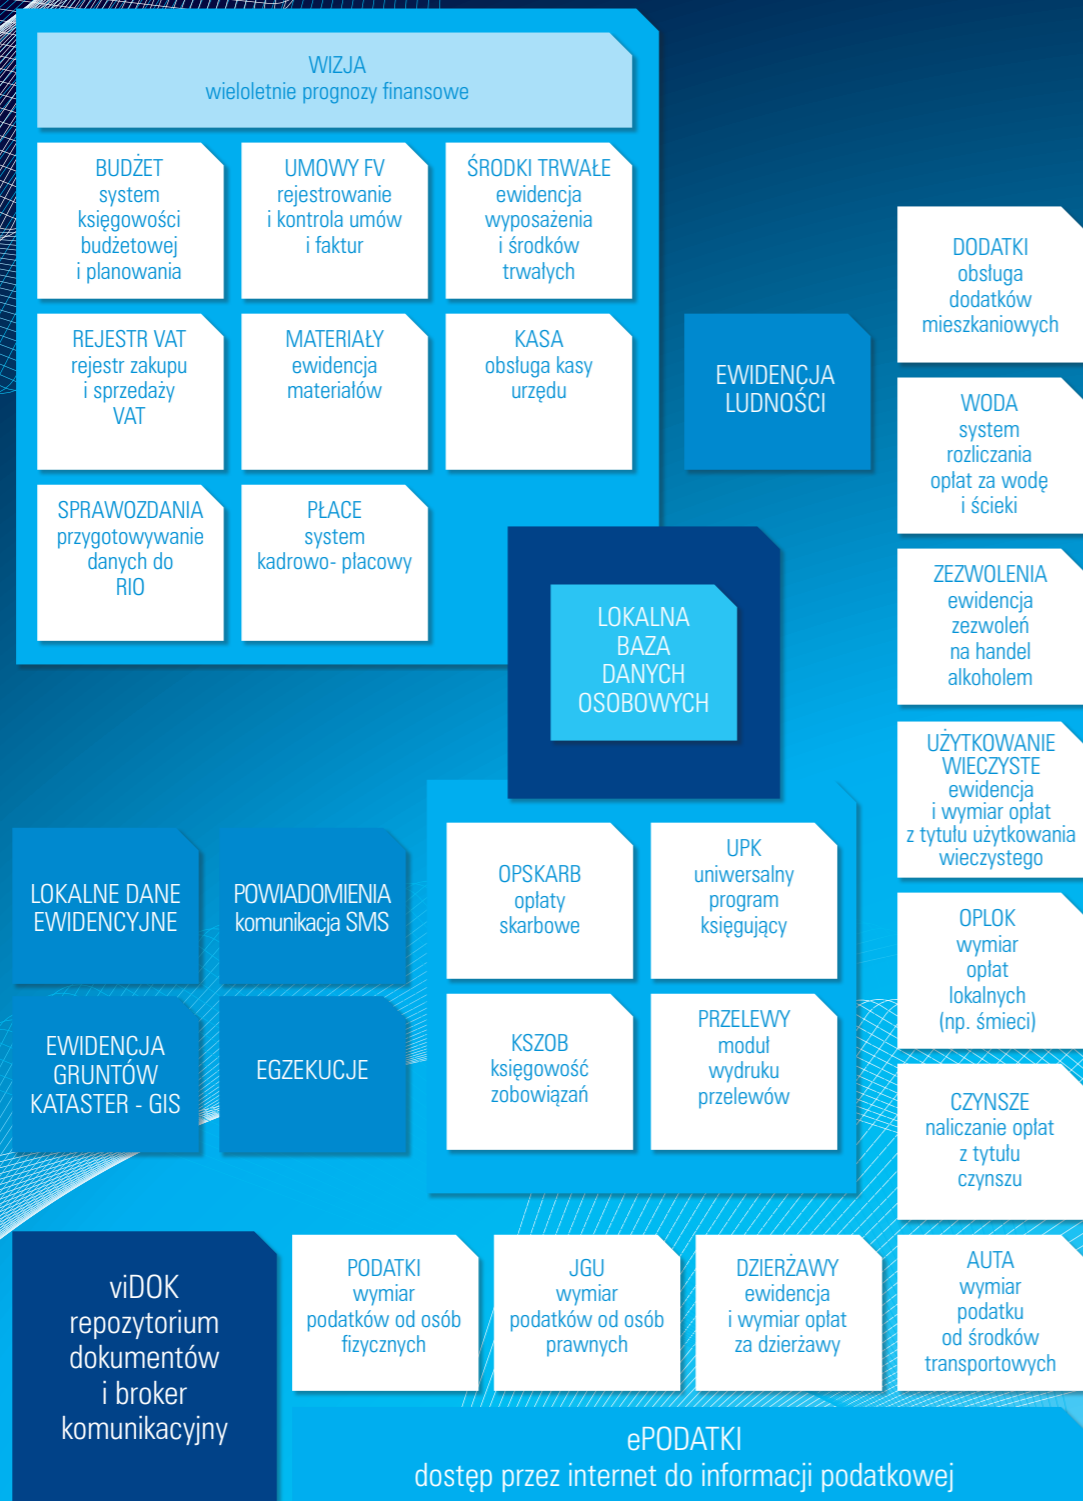 WIZJA
wieloletnie prognozy finansowe
BUDŻET
system
księgowości
budżetowej
i planowania
UMOWY FV
rejestrowanie
i kontrola umów
i faktur
ŚRODKI TRWAŁE
ewidencja
wyposażenia
i środków
trwałych
REJESTR VAT
rejestr zakupu
i sprzedaży
VAT
MATERIAŁY
ewidencja
materiałów
KASA
obsługa kasy
urzędu
SPRAWOZDANIA
przygotowywanie
danych do
RIO
PŁACE
system
kadrowo- płacowy
EWIDENCJA
LUDNOŚCI
LOKALNA
BAZA
DANYCH
OSOBOWYCH
DODATKI
obsługa
dodatków
mieszkaniowych
WODA
system
rozliczania
opłat za wodę
i ścieki
ZEZWOLENIA
ewidencja
zezwoleń
na handel
alkoholem
UŻYTKOWANIE
WIECZYSTE
ewidencja
i wymiar opłat
z tytułu użytkowania
wieczystego
OPLOK
wymiar
opłat
lokalnych
(np. śmieci)
CZYNSZE
naliczanie opłat
z tytułu
czynszu
AUTA
wymiar
podatku
od środków
transportowych
LOKALNE DANE
EWIDENCYJNE
POWIADOMIENIA
komunikacja SMS
EWIDENCJA
GRUNTÓW
KATASTER - GIS
EGZEKUCJE
OPSKARB
opłaty
skarbowe
UPK
uniwersalny
program
księgujący
KSZOB
księgowość
zobowiązań
PRZELEWY
moduł
wydruku
przelewów
viDOK
repozytorium
dokumentów
i broker
komunikacyjny
PODATKI
wymiar
podatków od osób
fizycznych
JGU
wymiar
podatków od osób
prawnych
DZIERŻAWY
ewidencja
i wymiar opłat
za dzierżawy
ePODATKI
dostęp przez internet do informacji podatkowej